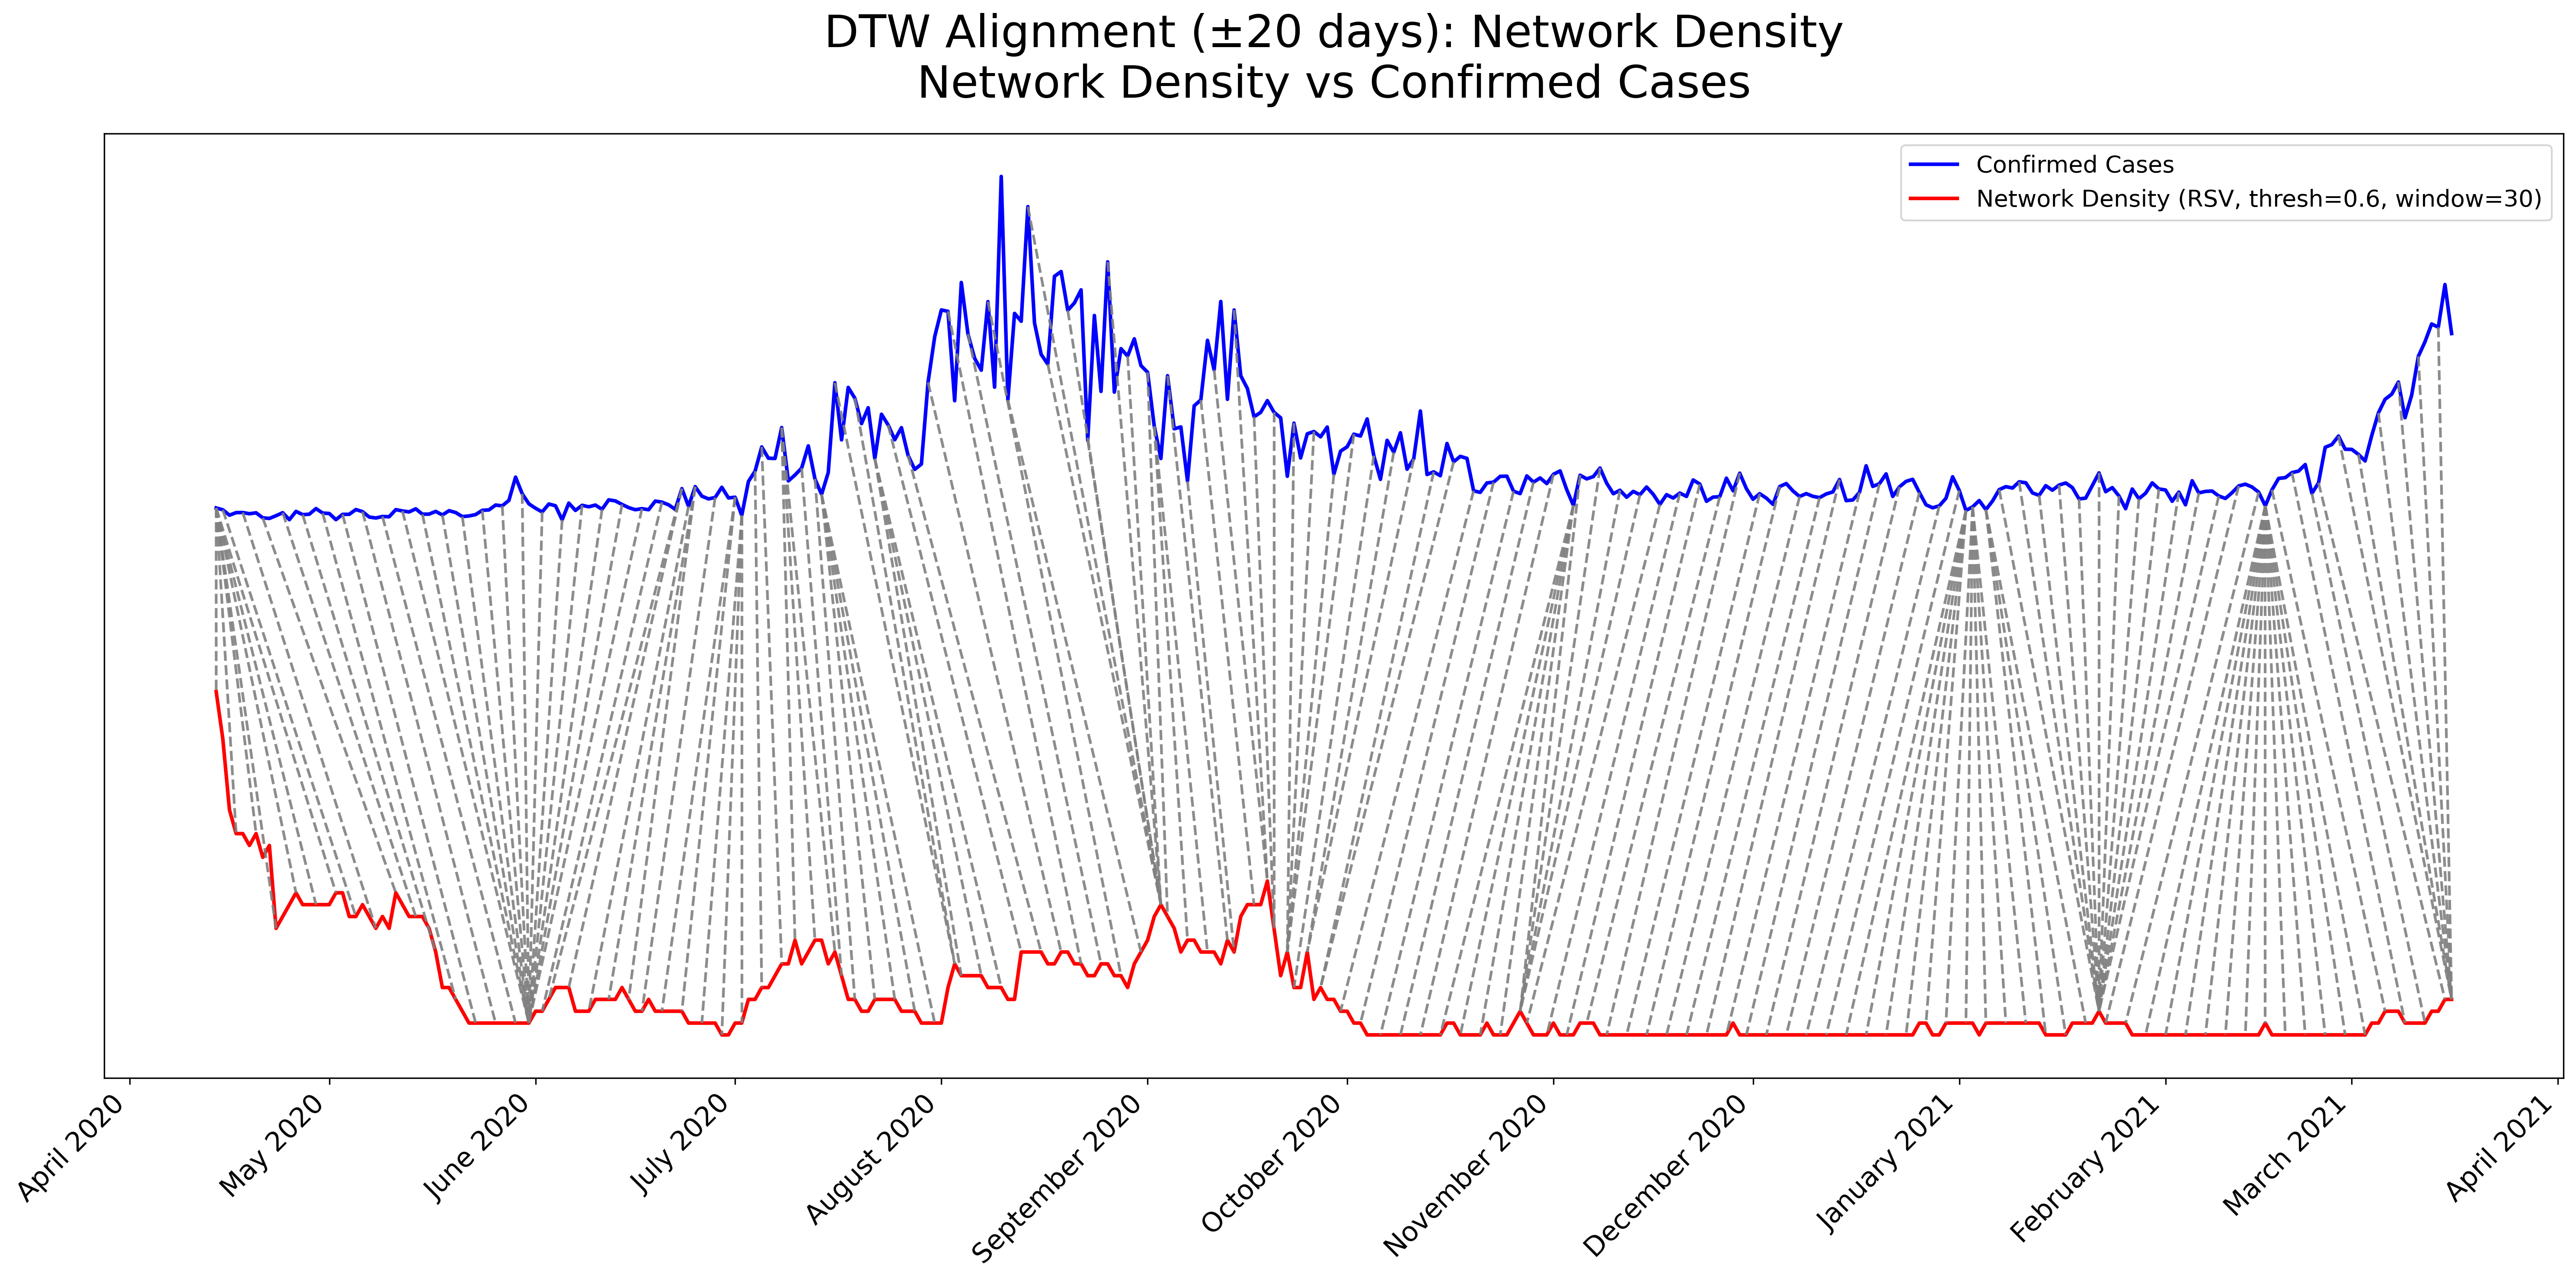 DTW Alignment (±20 days): Network Density
Network Density vs Confirmed Cases
Confirmed Cases
Network Density (RSV, thresh=0.6, window=30)
April 2020
May 2020
June 2020
July 2020
August 2020
September 2020
October 2020
November 2020
December 2020
January 2021
February 2021
March 2021
April 2021